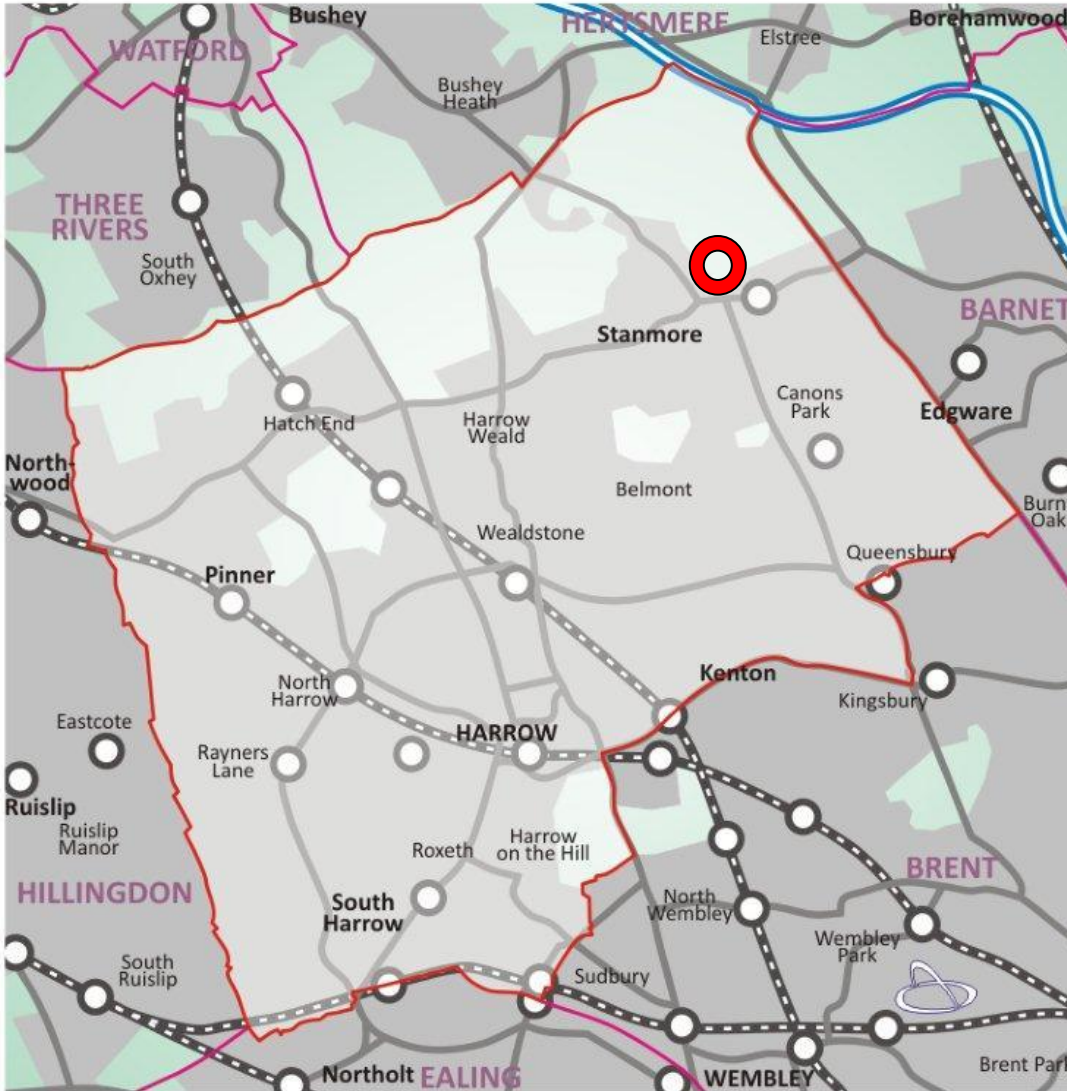 Bushey
HERTSMERE
Borehamwood
WATFORD
Elstree
Bushey
Heath
THREE
RIVERS
South
Oxhey
BARNET
Stanmore
Canons
Park
Edgware
Hatch End
Harrow
Weald
North-
wood
Belmont
Burn
Oak
Wealdstone
Queensbury
Pinner
North
Harrow
Kenton
Kingsbury
Eastcote
HARROW
Rayners
Lane
Ruislip
Ruislip
Manor
Roxeth
Harrow
on the Hill
HILLINGDON
BRENT
South
Harrow
North
Wembley
Wembley
Park
South
Ruislip
Sudbury
Brent Par
Northolt
EALING
WEMBLEY